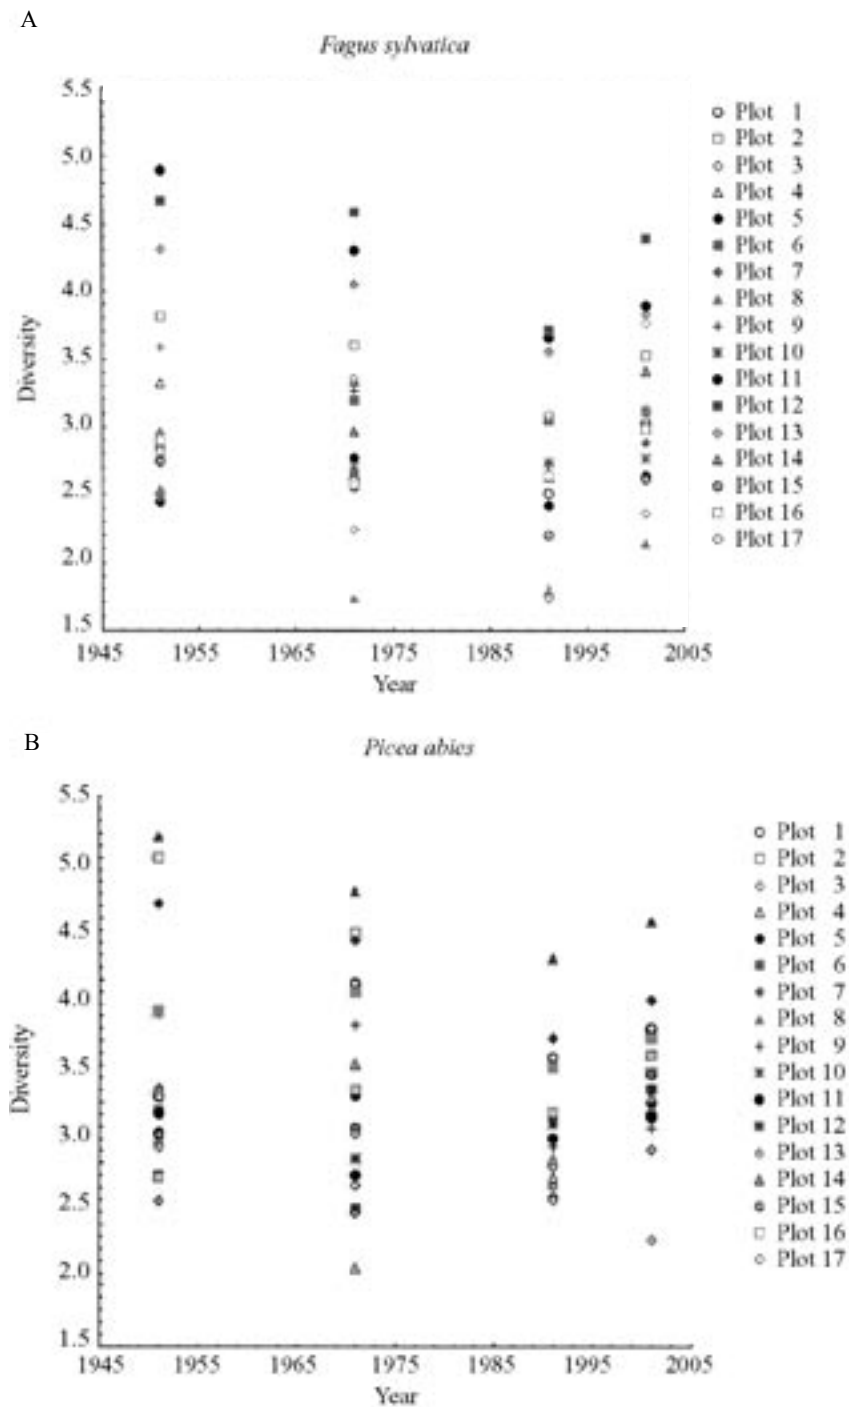 A
Fagus sylvatica
5.5
5.0
4.5
4.0
3.5
3.0
2.5
2.0
1.5
Diversity
1945 1955 1965 1975 1985 1995 2005
Year
Plot 1
Plot 2
Plot 3
Plot 4
Plot 5
Plot 6
Plot 7
Plot 8
Plot 9
Plot 10
Plot 11
Plot 12
Plot 13
Plot 14
Plot 15
Plot 16
Plot 17
B
Picea abies
5.5
5.0
4.5
4.0
3.5
3.0
2.5
2.0
1.5
Diversity
1945 1955 1965 1975 1985 1995 2005
Year
Plot 1
Plot 2
Plot 3
Plot 4
Plot 5
Plot 6
Plot 7
Plot 8
Plot 9
Plot 10
Plot 11
Plot 12
Plot 13
Plot 14
Plot 15
Plot 16
Plot 17